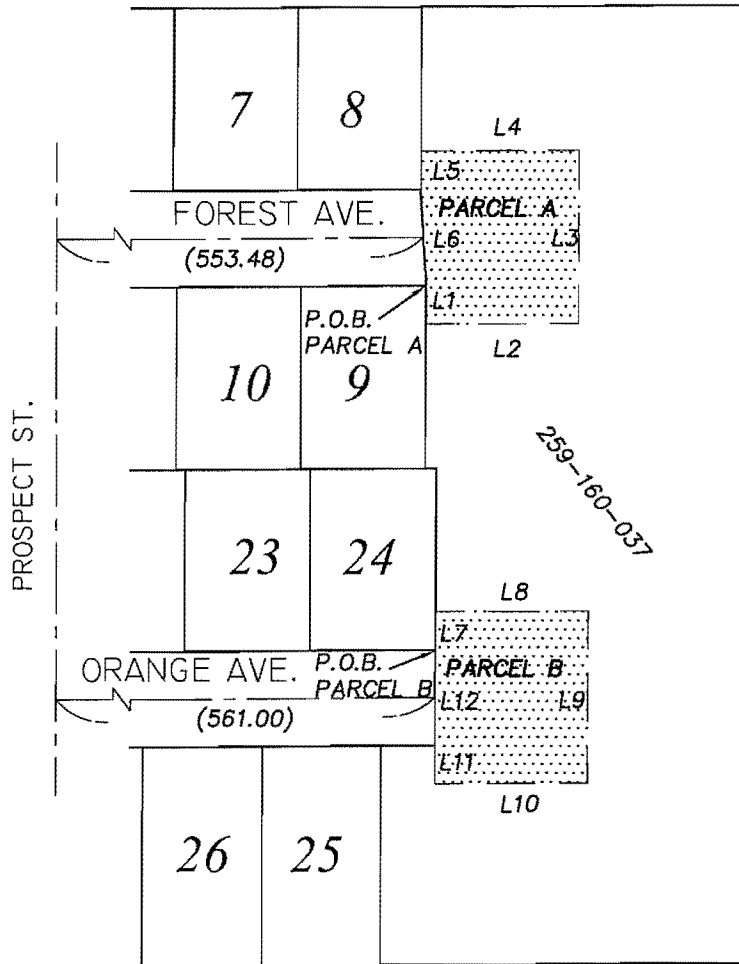 7
8
L4
L5
FOREST AVE.
PARCEL A
(553.48)
L6
L3
P.O.B.
PARCEL A
L1
L2
10
9
PROSPECT ST.
259-160-037
23
24
L8
L7
ORANGE AVE.
P.O.B.
PARCEL B
PARCEL B
(561.00)
L12
L9
L11
L10
26
25